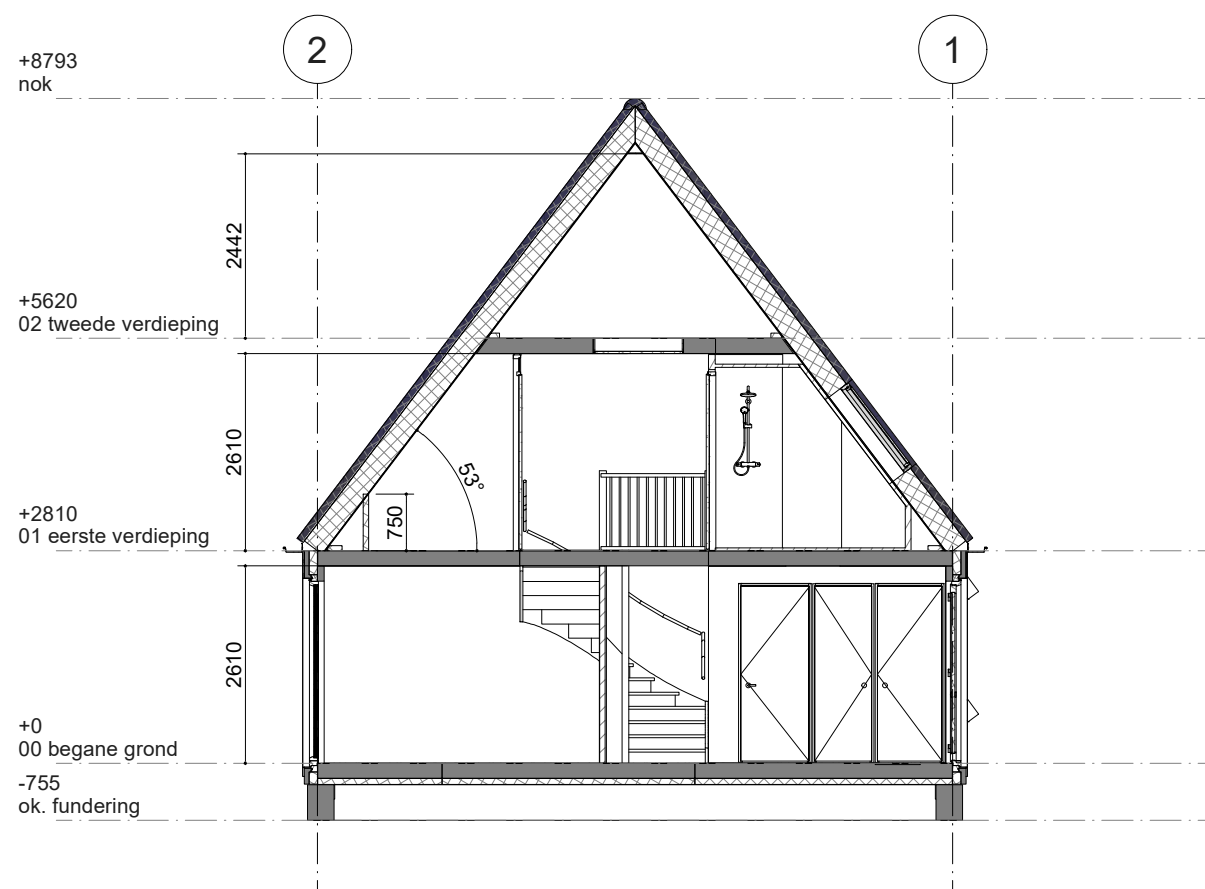 2
1
+8793
nok
2442
+5620
02 tweede verdieping
2610
53°
750
+2810
01 eerste verdieping
2610
+0
00 begane grond
-755
ok. fundering